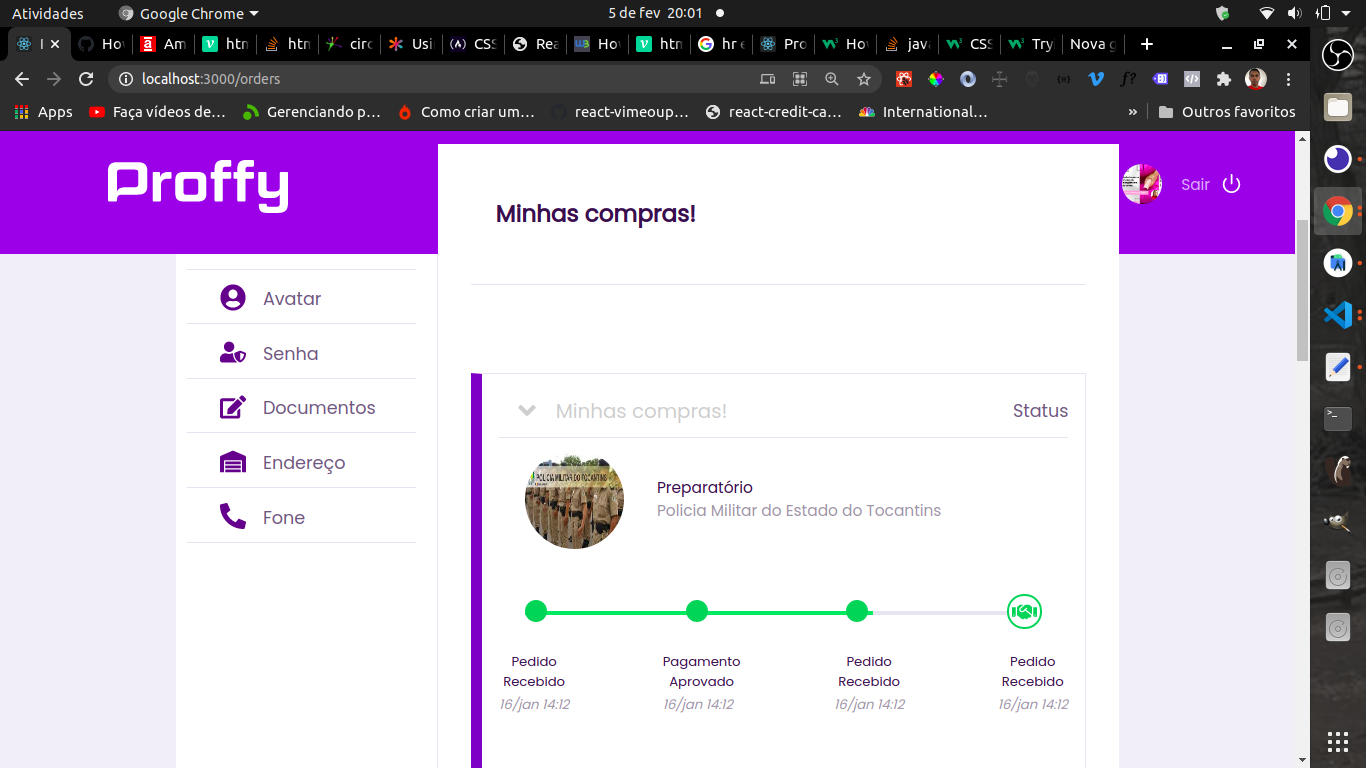 Atividades
Google Chrome
5 de fev 20:01
Ho
Am
htn
htn
circ
Usi
CSS
Rea
Ho
htn
hr e
Pro
Ho
java
CSS
Try
Nova g
localhost:3000/orders
Apps
Faça vídeos de...
Gerenciando p...
Como criar um...
react-vimeoup...
react-credit-ca...
International...
»
Outros favoritos
Proffy
Sair
Minhas compras!
Avatar
Senha
Documentos
Endereço
Fone
Minhas compras!
Status
POLICIA MILITAR DO TOCANTINS
Preparatório
Policia Militar do Estado do Tocantins
Pedido
Recebido
16/jan 14:12
Pagamento
Aprovado
16/jan 14:12
Pedido
Recebido
16/jan 14:12
Pedido
Recebido
16/jan 14:12